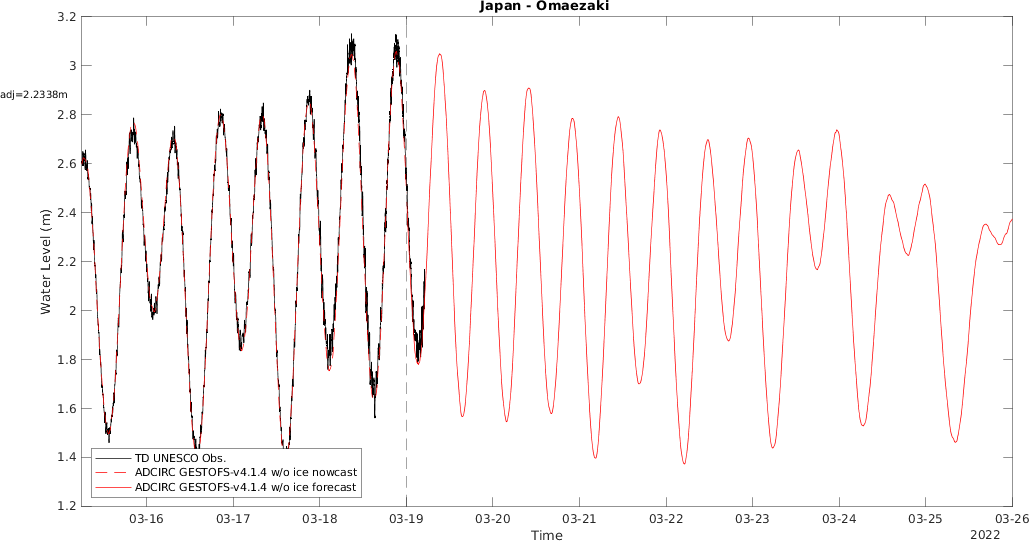 Japan - Omaezaki
3.2
3
adj=2.2338m
2.8
2.6
2.4
2.2
2
1.8
1.6
1.4
1.2
Water Level (m)
TD UNESCO Obs.
ADCIRC GESTOFS-v4.1.4 w/o ice nowcast
ADCIRC GESTOFS-v4.1.4 w/o ice forecast
03-16 03-17 03-18 03-19 03-20 03-21 03-22 03-23 03-24 03-25 03-26
Time
2022